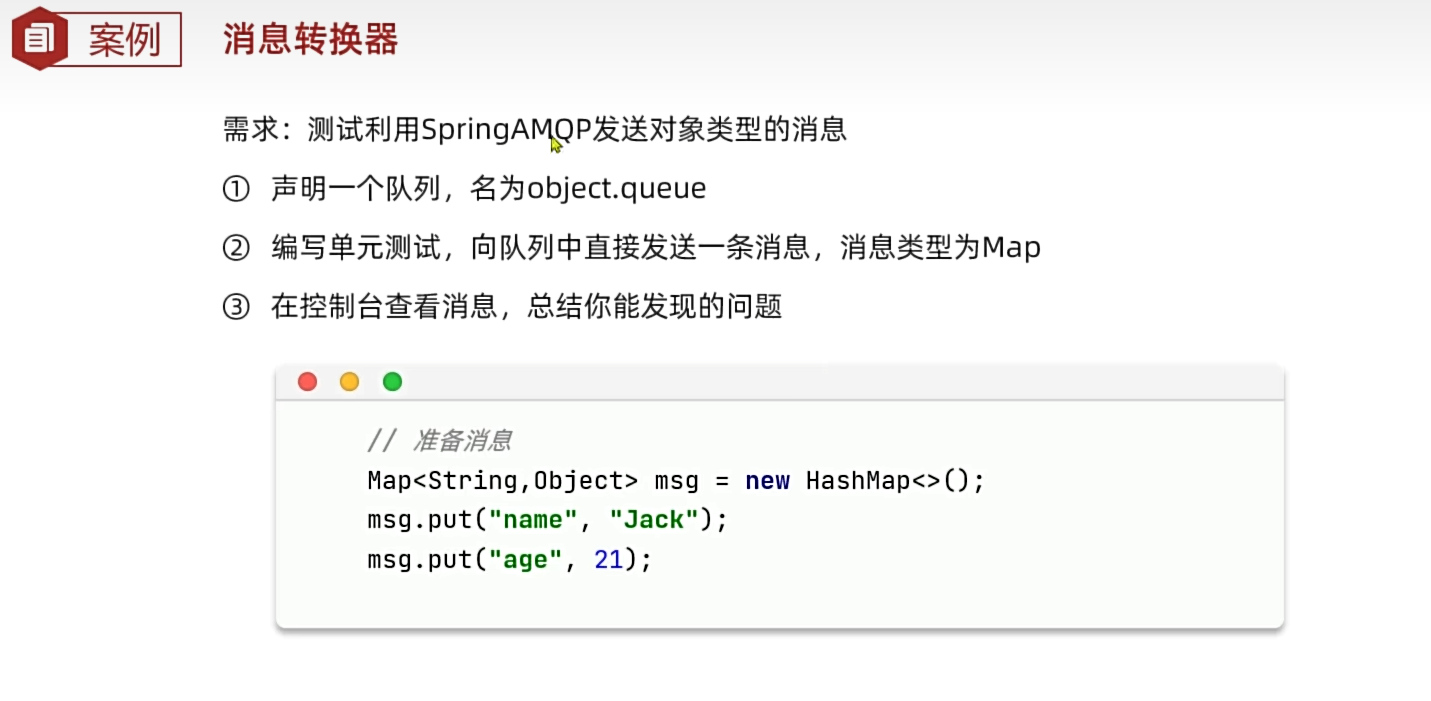 案例
消息转换器
需求：测试利用SpringAMQP发送对象类型的消息
① 声明一个队列，名为object.queue
② 编写单元测试，向队列中直接发送一条消息，消息类型为Map
③ 在控制台查看消息，总结你能发现的问题
// 准备消息
Map<String,Object> msg = new HashMap<>();
msg.put("name", "Jack");
msg.put("age", 21);